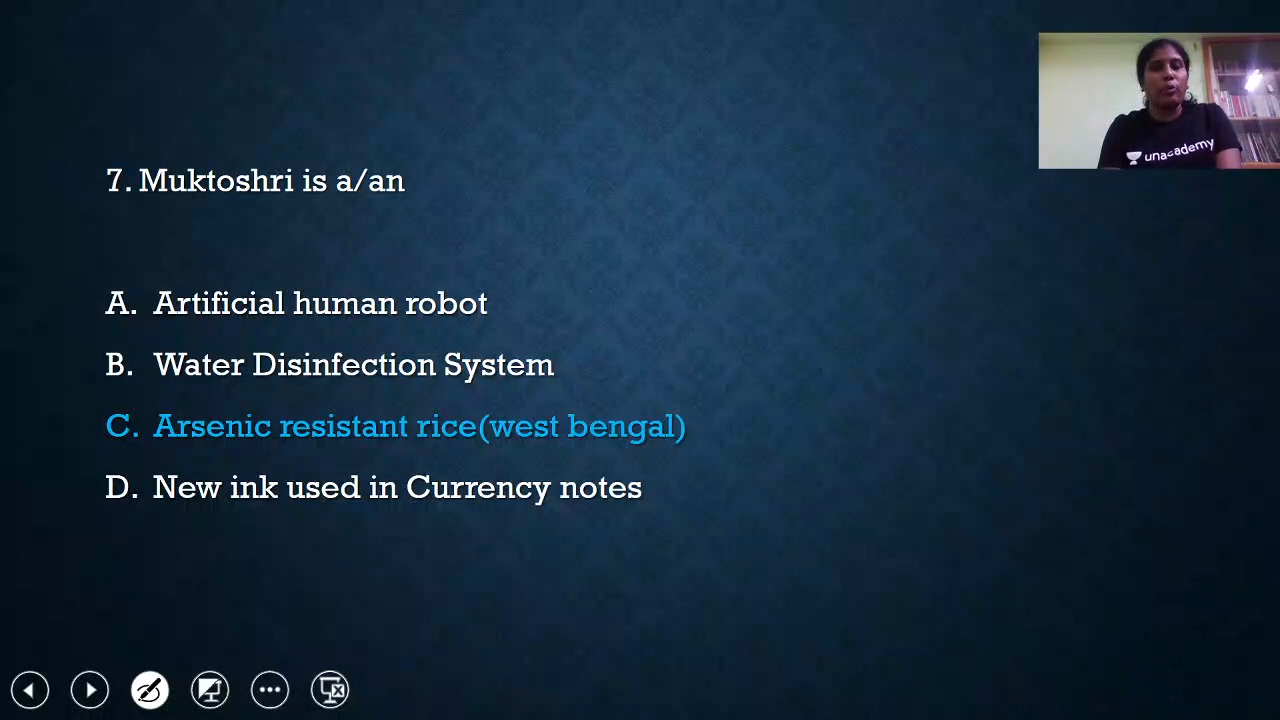 unacademy
7. Muktoshri is a/an
A. Artificial human robot
B. Water Disinfection System
C. Arsenic resistant rice(west bengal)
D. New ink used in Currency notes